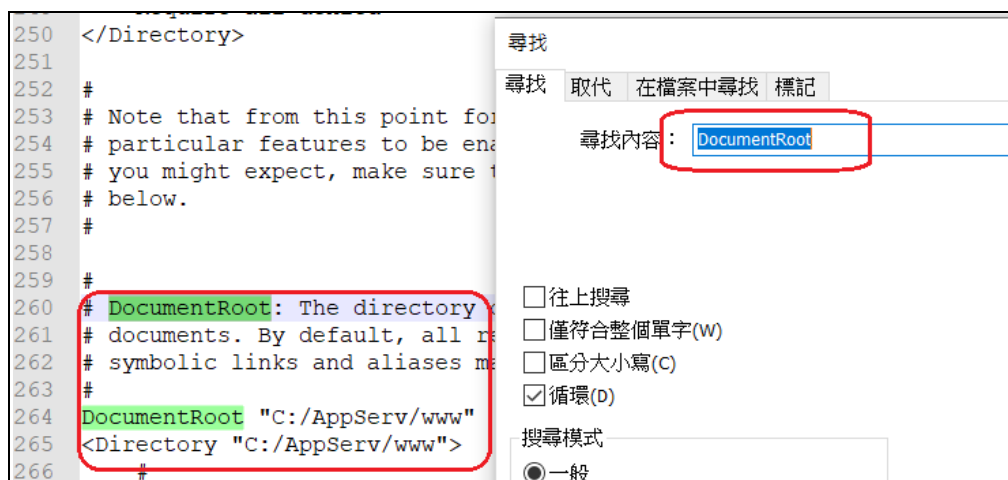 250 </Directory>
251
252 #
253 # Note that from this point
254 # particular features to be
255 # you might expect, make sure
256 # below.
257 #
258
259 #
260 # DocumentRoot: The directory
261 # documents. By default, all
262 # symbolic links and aliases
263 #
264 DocumentRoot "C:/AppServ/www"
265 <Directory "C:/AppServ/www">
266 #
尋找
尋找 取代 在檔案中尋找 標記
尋找內容： DocumentRoot
往上搜尋
僅符合整個單字(W)
區分大小寫(C)
循環(D)
搜尋模式
一般